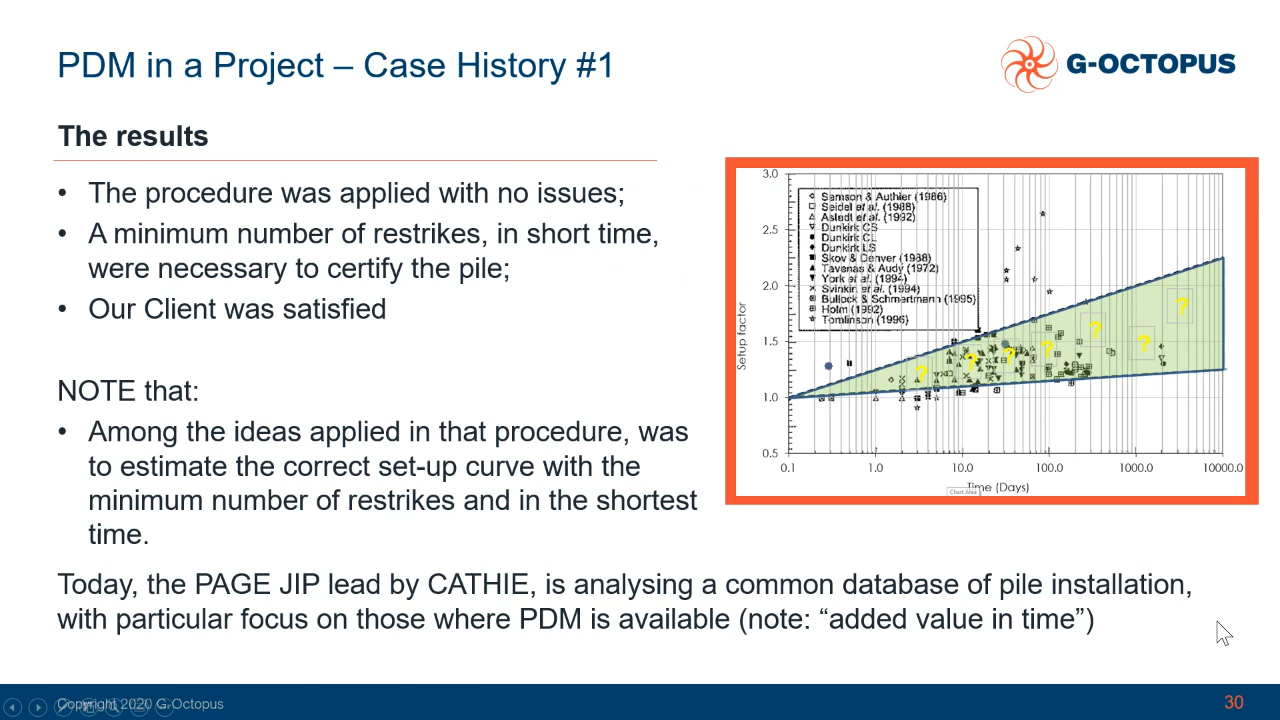 PDM in a Project – Case History #1
G-OCTOPUS
The results
• The procedure was applied with no issues;
• A minimum number of restrikes, in short time,
were necessary to certify the pile;
• Our Client was satisfied
NOTE that:
• Among the ideas applied in that procedure, was
to estimate the correct set-up curve with the
minimum number of restrikes and in the shortest
time.
3.0
2.5
2.0
1.5
1.0
0.5
Setup factor
Samson & Authier (1986)
Seidel et al. (1988)
Astedt et al. (1992)
Dunkirk CS
Dunkirk CL
Dunkirk LS
Skov & Denver (1988)
Tavenas & Audy (1972)
York et al. (1994)
Svinkin et al. (1994)
Bullock & Schmertmann (1995)
Holm (1992)
Tomlinson (1996)
? ? ? ? ? ? ?
0.1 1.0 10.0 100.0 1000.0 10000.0
Time (Days)
Chart Area
Today, the PAGE JIP lead by CATHIE, is analysing a common database of pile installation,
with particular focus on those where PDM is available (note: “added value in time”)
Copyright 2020 G-Octopus
30